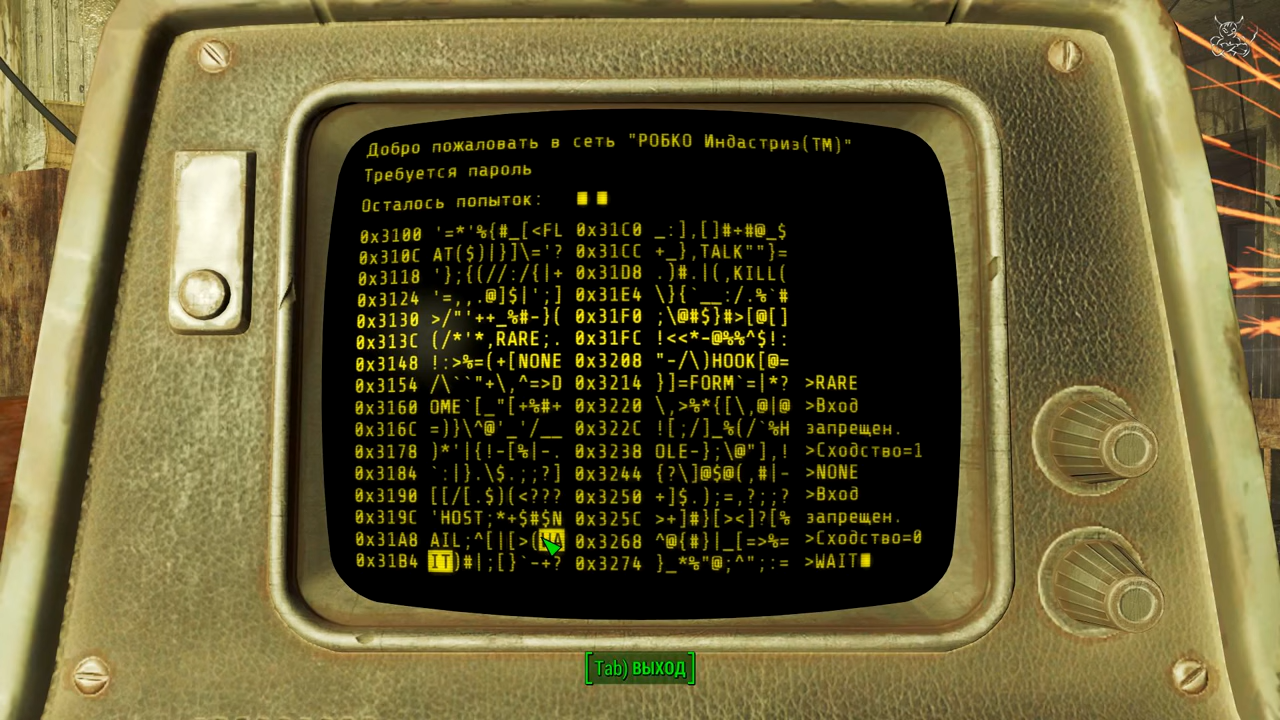 Добро пожаловать в сеть "РОБКО Индастриз(ТМ)"
Требуется пароль
Осталось попыток: ■ ■
0x3100 '=*'%{#_[<FL 0x31C0 _:],[]#+#@_$
0x310C AT($)|}]\='? 0x31CC +_},TALK""}=
0x3118 '};{(//:/{|+ 0x31D8 .)#.|(,KILL(
0x3124 '=,,.@]$|';] 0x31E4 \}{`__:/.%`#
0x3130 >/"'++_%#-}( 0x31F0 ;\@#$}#>[@[]
0x313C (/*'*,RARE;. 0x31FC !<<*-@%%^$!:
0x3148 !:>%=(+[NONE 0x3208 "-/\)HOOK[@=
0x3154 /\``"+\,^=>D 0x3214 }]=FORM`=|*? >RARE
0x3160 OME`[_"[+%#+ 0x3220 \,>%*{[\,@|@ >Вход
0x316C =)}\^@'_'/__ 0x322C ![;/]_%(/`%H запрещен.
0x3178 )*'|{!-[%|-. 0x3238 OLE-};\@"],! >Сходство=1
0x3184 `:|}.\$.;;?] 0x3244 {?\]@$@(,#|- >NONE
0x3190 [[/[.$)(<??? 0x3250 +]$.);=,?;;? >Вход
0x319C 'HOST;*+$#$N 0x325C >+]#}[><]?[% запрещен.
0x31A8 AIL;^[|[>(WA 0x3268 ^@{#}|_[=>%= >Сходство=0
0x31B4 IT)#|;[}`-+? 0x3274 }_*%"@;^";:= >WAIT■
[Tab) ВЫХОД]